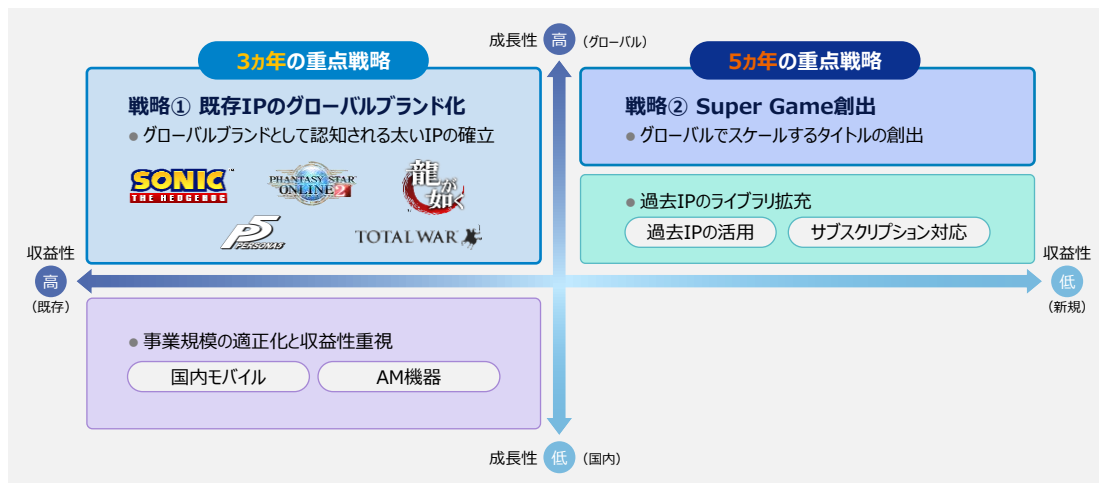 成長性 高 (グローバル)
3ヵ年の重点戦略
戦略① 既存IPのグローバルブランド化
● グローバルブランドとして認知される太いIPの確立
SONIC THE HEDGEHOG
PHANTASY STAR ONLINE 2
龍が如く
P5 PERSONA5
TOTAL WAR
5ヵ年の重点戦略
戦略② Super Game創出
● グローバルでスケールするタイトルの創出
● 過去IPのライブラリ拡充
過去IPの活用 サブスクリプション対応
収益性
高
(既存)
収益性
低
(新規)
● 事業規模の適正化と収益性重視
国内モバイル AM機器
成長性 低 (国内)